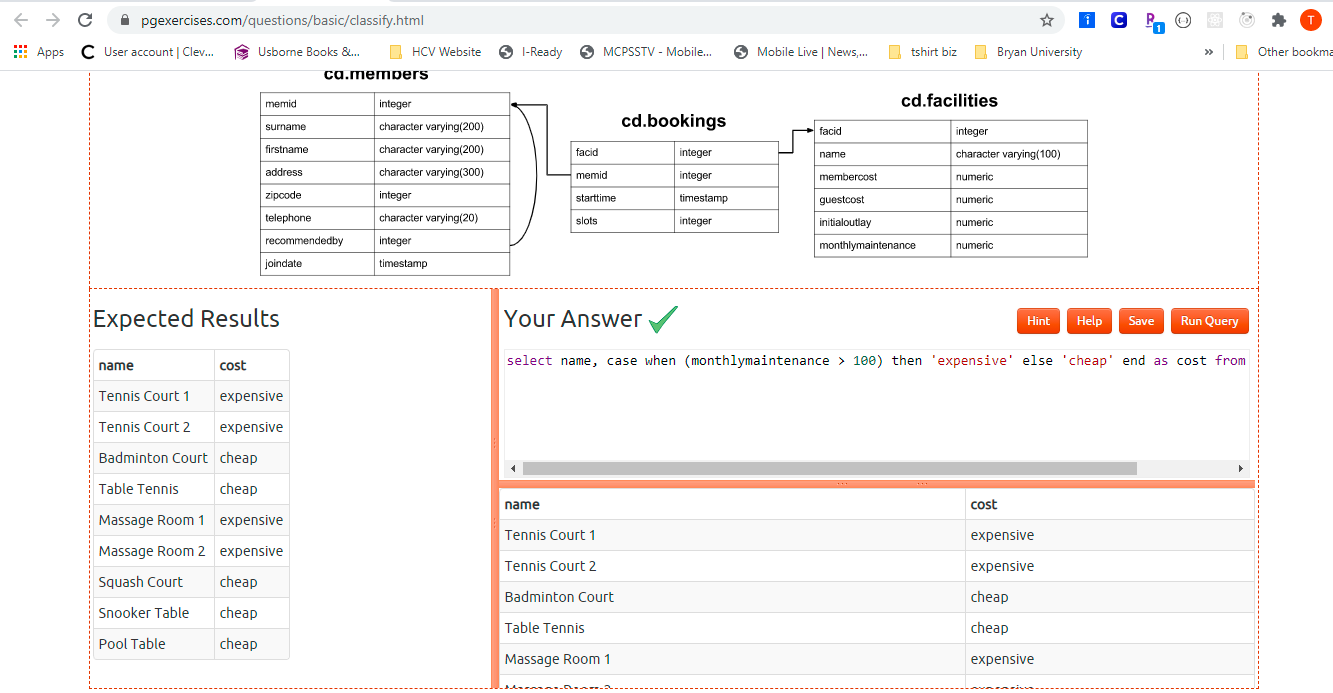 pgexercises.com/questions/basic/classify.html
1
T
Apps
User account | Clev...
Usborne Books &...
HCV Website
I-Ready
MCPSSTV - Mobile...
Mobile Live | News,...
tshirt biz
Bryan University
»
Other bookma
cd.members
memid integer
surname character varying(200)
firstname character varying(200)
address character varying(300)
zipcode integer
telephone character varying(20)
recommendedby integer
joindate timestamp
cd.bookings
facid integer
memid integer
starttime timestamp
slots integer
cd.facilities
facid integer
name character varying(100)
membercost numeric
guestcost numeric
initialoutlay numeric
monthlymaintenance numeric
Expected Results
name cost
Tennis Court 1 expensive
Tennis Court 2 expensive
Badminton Court cheap
Table Tennis cheap
Massage Room 1 expensive
Massage Room 2 expensive
Squash Court cheap
Snooker Table cheap
Pool Table cheap
Your Answer
Hint Help Save Run Query
select name, case when (monthlymaintenance > 100) then 'expensive' else 'cheap' end as cost from
name cost
Tennis Court 1 expensive
Tennis Court 2 expensive
Badminton Court cheap
Table Tennis cheap
Massage Room 1 expensive
Massage Room 2 expensive